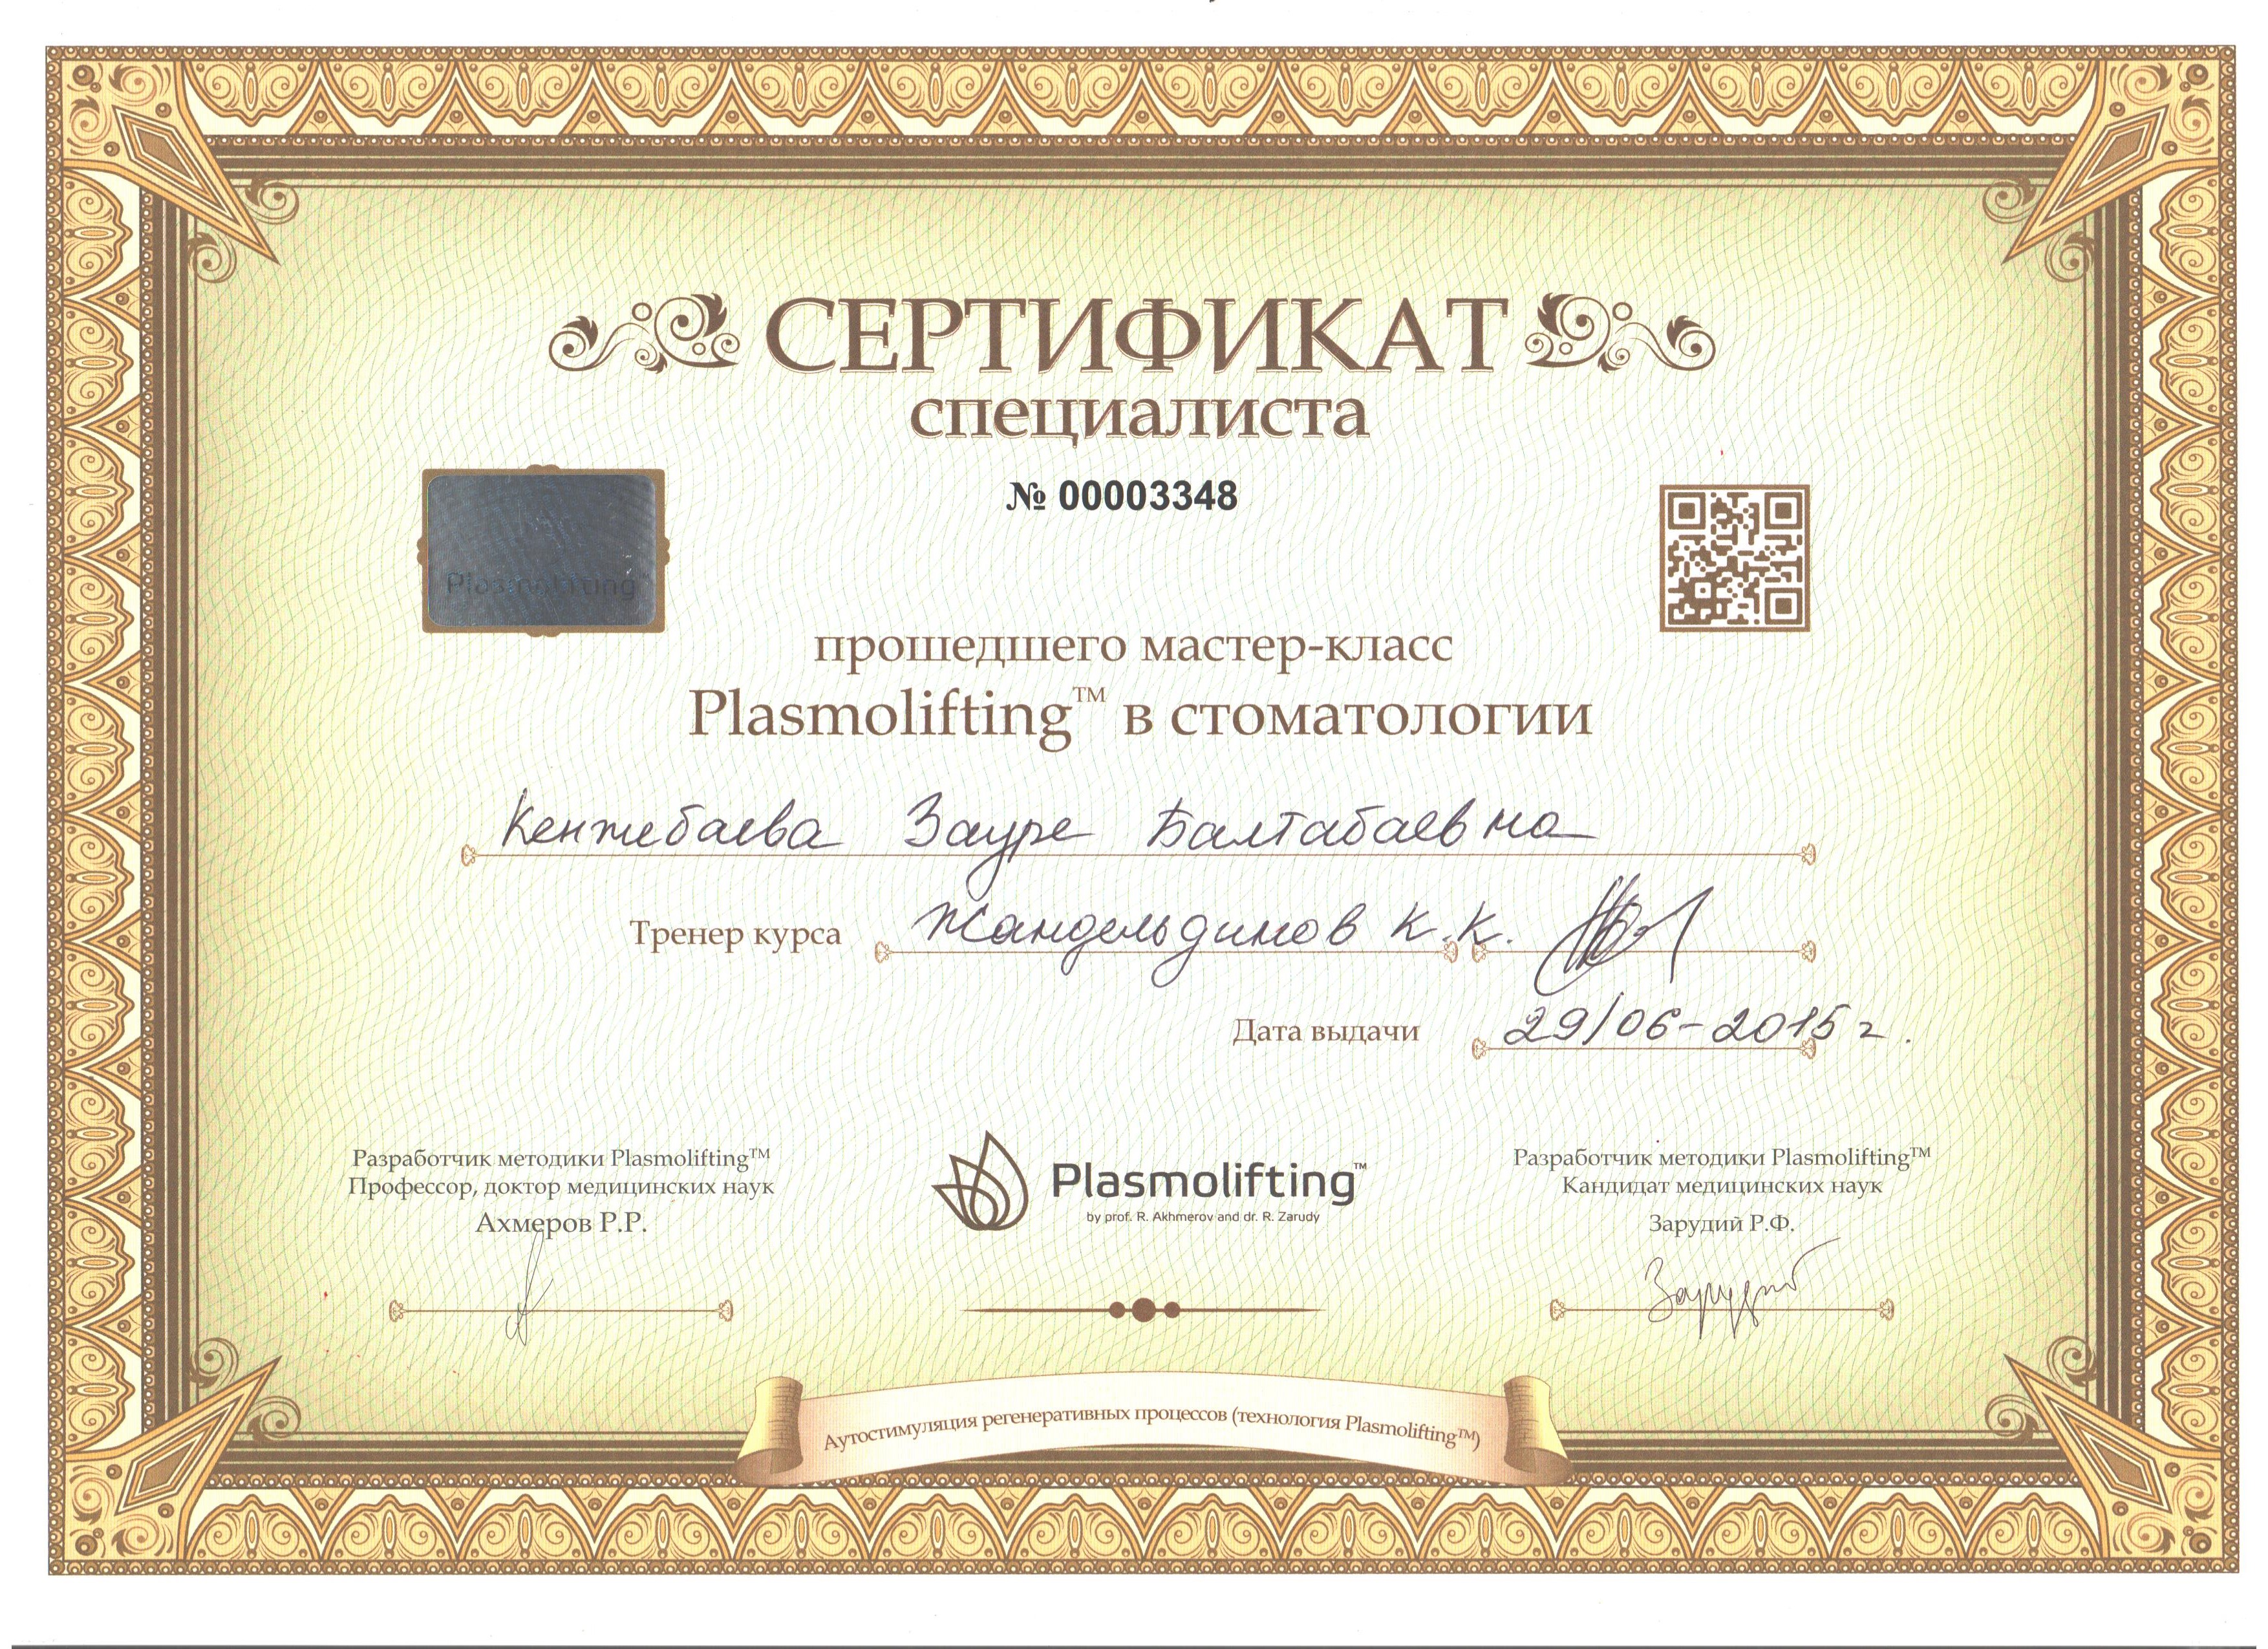 СЕРТИФИКАТ
специалиста
№ 00003348
Plasmolifting™
прошедшего мастер-класс
Plasmolifting™ в стоматологии
Кенжебаева Зауре Балтабаевна
Тренер курса Жандельдинов К.К.
Дата выдачи 29/06-2015 г.
Разработчик методики Plasmolifting™
Профессор, доктор медицинских наук
Ахмеров Р.Р.
Plasmolifting™
by prof. R. Akhmerov and dr. R. Zarudy
Разработчик методики Plasmolifting™
Кандидат медицинских наук
Зарудий Р.Ф.
Зарудий
Аутостимуляция регенеративных процессов (технология Plasmolifting™)